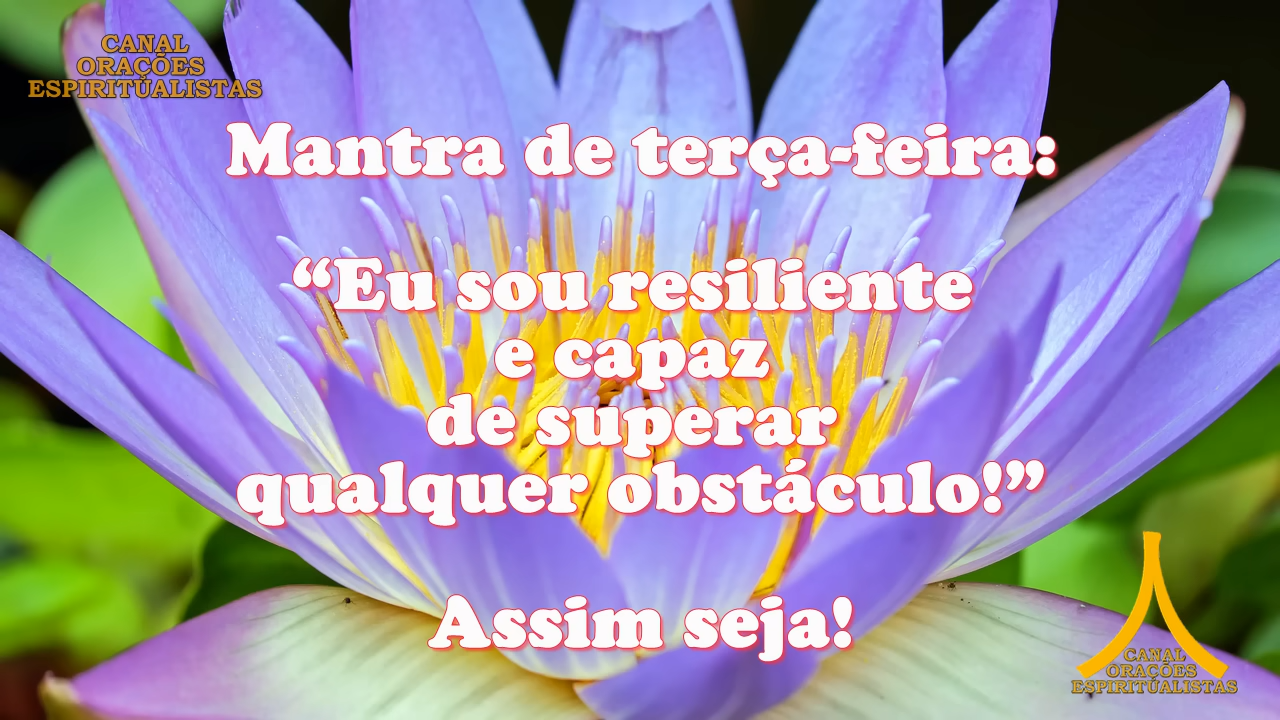 CANAL
ORAÇÕES
ESPIRITUALISTAS
Mantra de terça-feira:
“Eu sou resiliente
e capaz
de superar
qualquer obstáculo!”
Assim seja!
CANAL
ORAÇÕES
ESPIRITUALISTAS